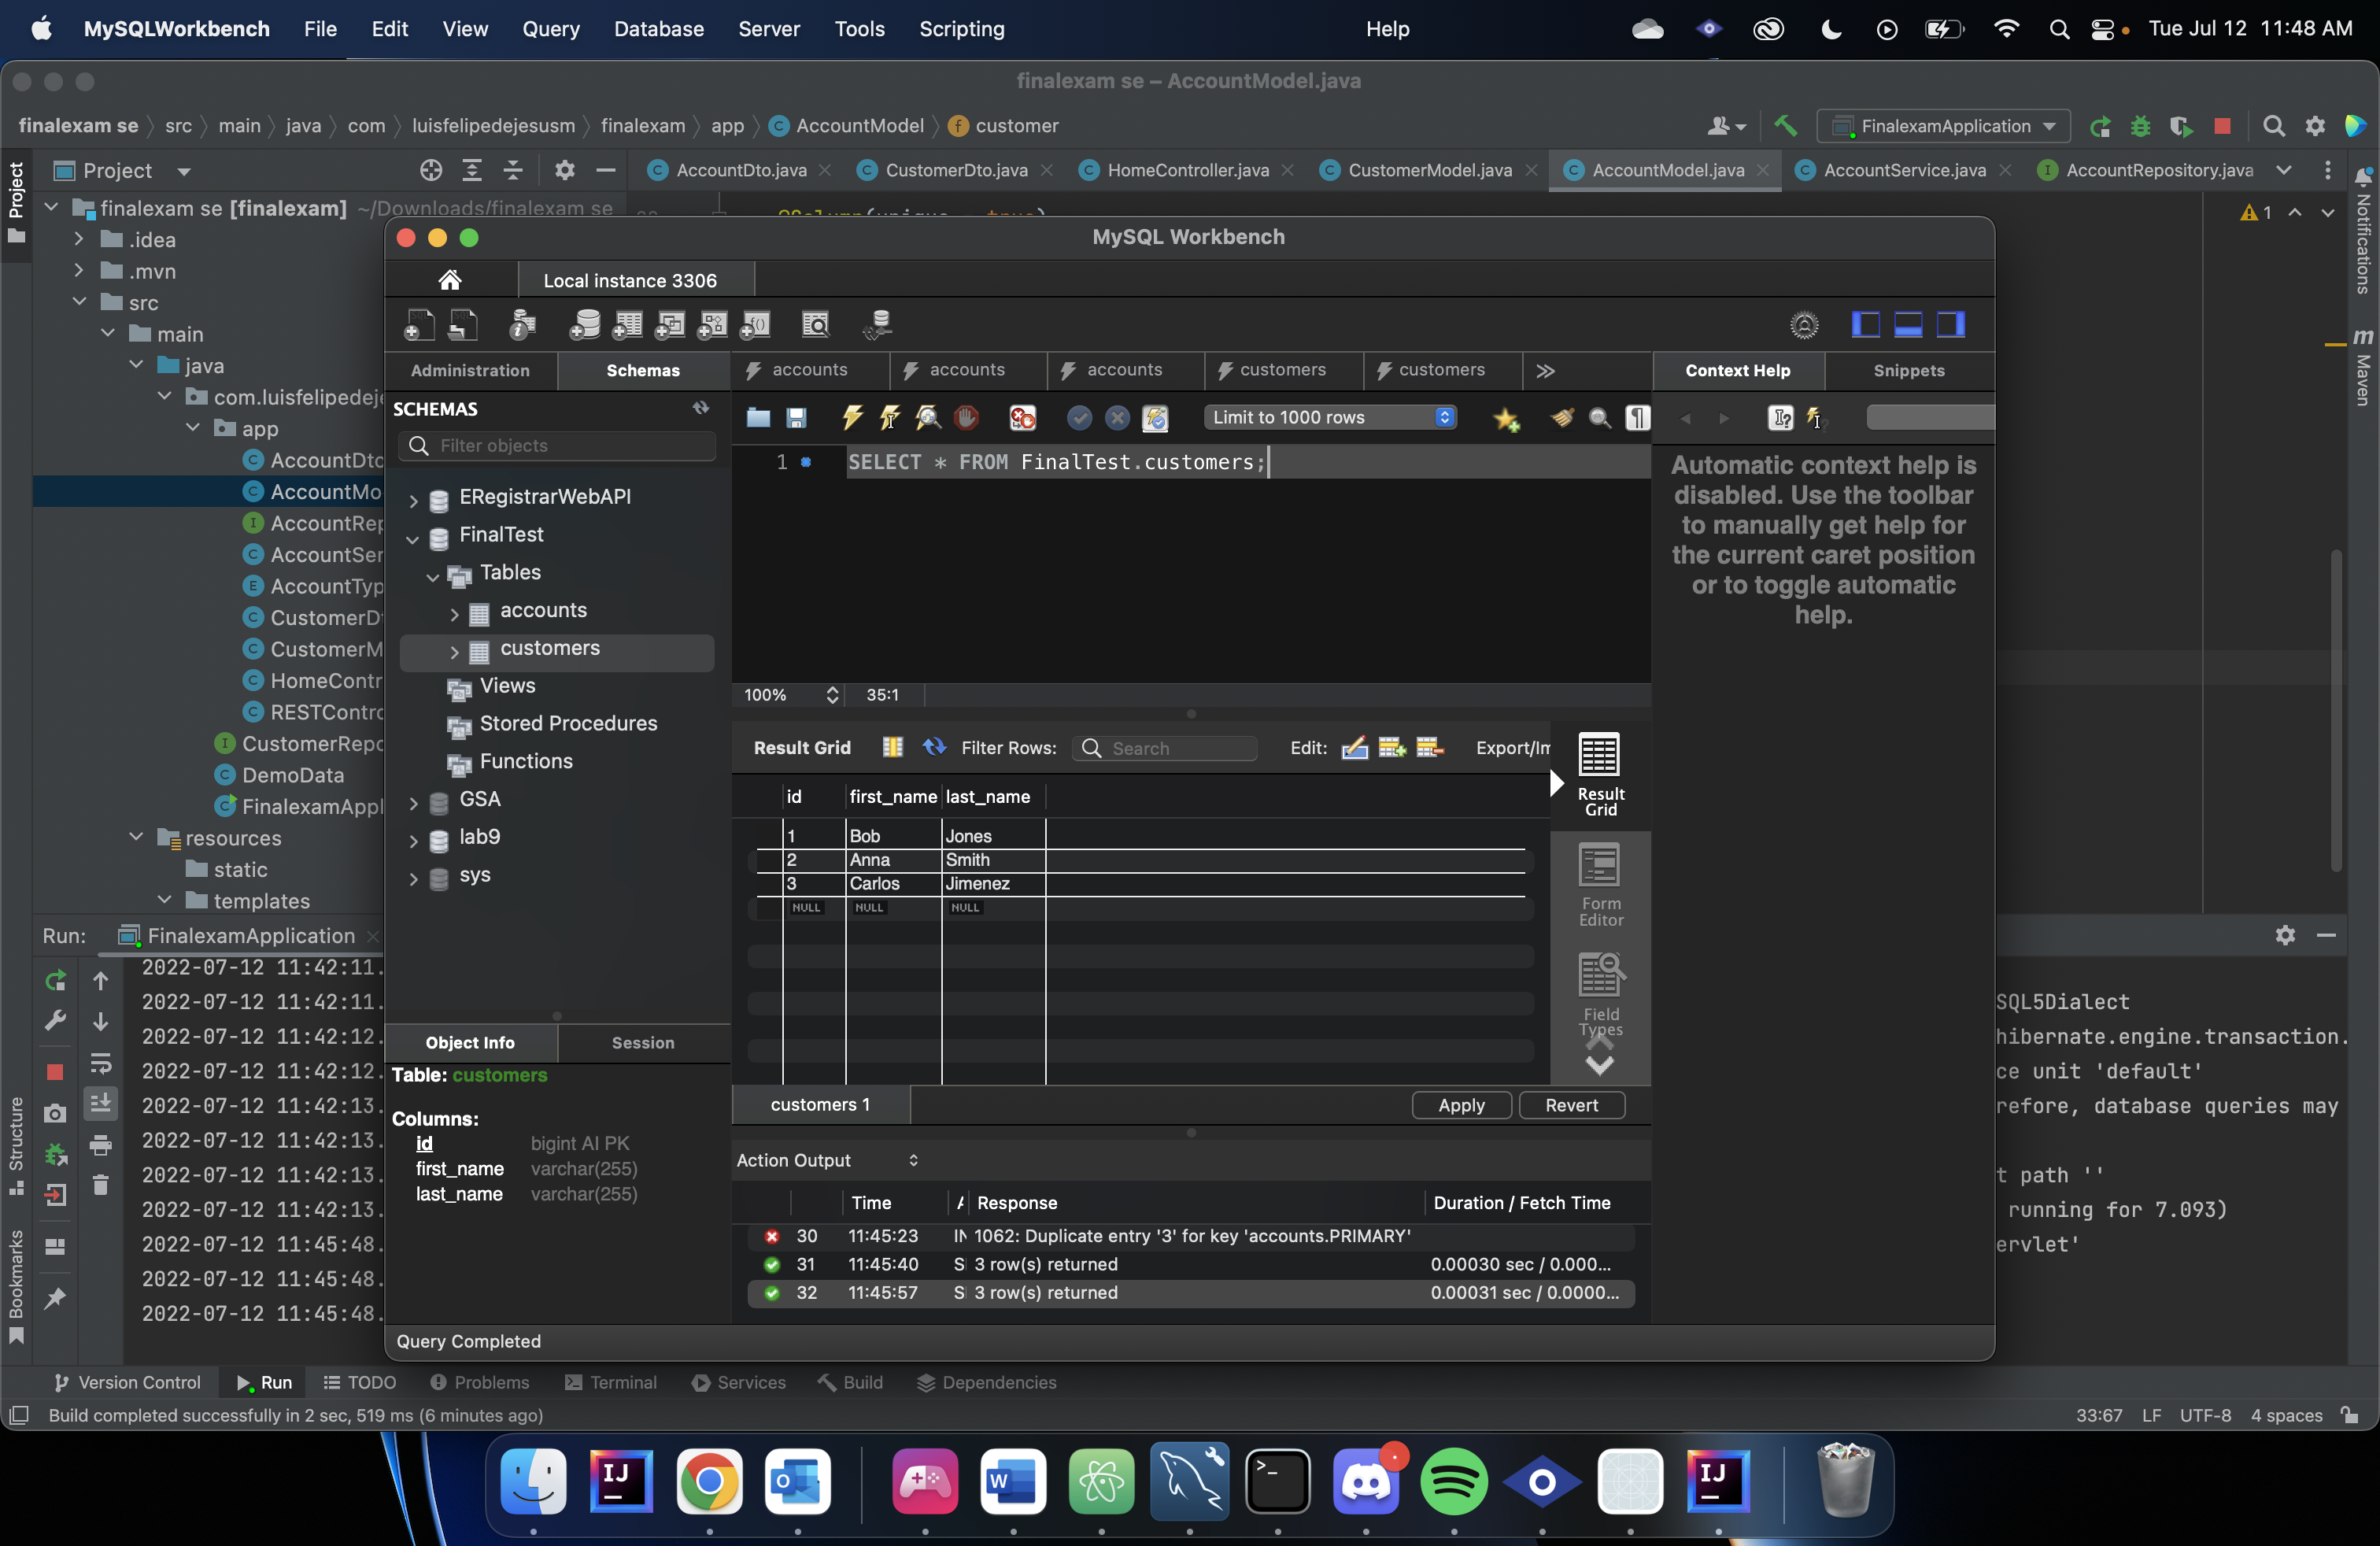 MySQLWorkbench File Edit View Query Database Server Tools Scripting Help Tue Jul 12 11:48 AM
finalexam se – AccountModel.java
finalexam se src main java com luisfelipedejesusm finalexam app AccountModel customer FinalexamApplication
Project AccountDto.java CustomerDto.java HomeController.java CustomerModel.java AccountModel.java AccountService.java AccountRepository.java
Project
Structure
Bookmarks
Notifications
Maven
1
finalexam se [finalexam] ~/Downloads/finalexam se
.idea
.mvn
src
main
java
com.luisfelipedeje
app
AccountDto
AccountMo
AccountRep
AccountSer
AccountTyp
CustomerDt
CustomerM
HomeContr
RESTContro
CustomerRepo
DemoData
FinalexamAppl
resources
static
templates
MySQL Workbench
Local instance 3306
Administration Schemas
accounts accounts accounts customers customers
Context Help Snippets
SCHEMAS
Filter objects
Limit to 1000 rows
1 SELECT * FROM FinalTest.customers;
Automatic context help is
disabled. Use the toolbar
to manually get help for
the current caret position
or to toggle automatic
help.
ERegistrarWebAPI
FinalTest
Tables
accounts
customers
Views
Stored Procedures
Functions
GSA
lab9
sys
100% 35:1
Result Grid Filter Rows: Search Edit: Export/Im
id first_name last_name
1 Bob Jones
2 Anna Smith
3 Carlos Jimenez
NULL NULL NULL
Result
Grid
Form
Editor
Field
Types
Object Info Session
Table: customers
Columns:
id bigint AI PK
first_name varchar(255)
last_name varchar(255)
customers 1 Apply Revert
Action Output
Time Response Duration / Fetch Time
30 11:45:23 IN 1062: Duplicate entry '3' for key 'accounts.PRIMARY'
31 11:45:40 S 3 row(s) returned 0.00030 sec / 0.000...
32 11:45:57 S 3 row(s) returned 0.00031 sec / 0.0000...
Query Completed
Run: FinalexamApplication
2022-07-12 11:42:11.
2022-07-12 11:42:11. SQL5Dialect
2022-07-12 11:42:12. hibernate.engine.transaction.
2022-07-12 11:42:12. ce unit 'default'
2022-07-12 11:42:13. refore, database queries may
2022-07-12 11:42:13.
2022-07-12 11:42:13. t path ''
2022-07-12 11:42:13. running for 7.093)
2022-07-12 11:45:48. ervlet'
2022-07-12 11:45:48.
2022-07-12 11:45:48.
Version Control Run TODO Problems Terminal Services Build Dependencies
Build completed successfully in 2 sec, 519 ms (6 minutes ago) 33:67 LF UTF-8 4 spaces